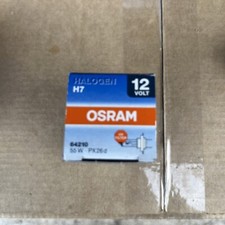 HALOGEN
H7
12
VOLT
OSRAM
64210
55 W · PX26d